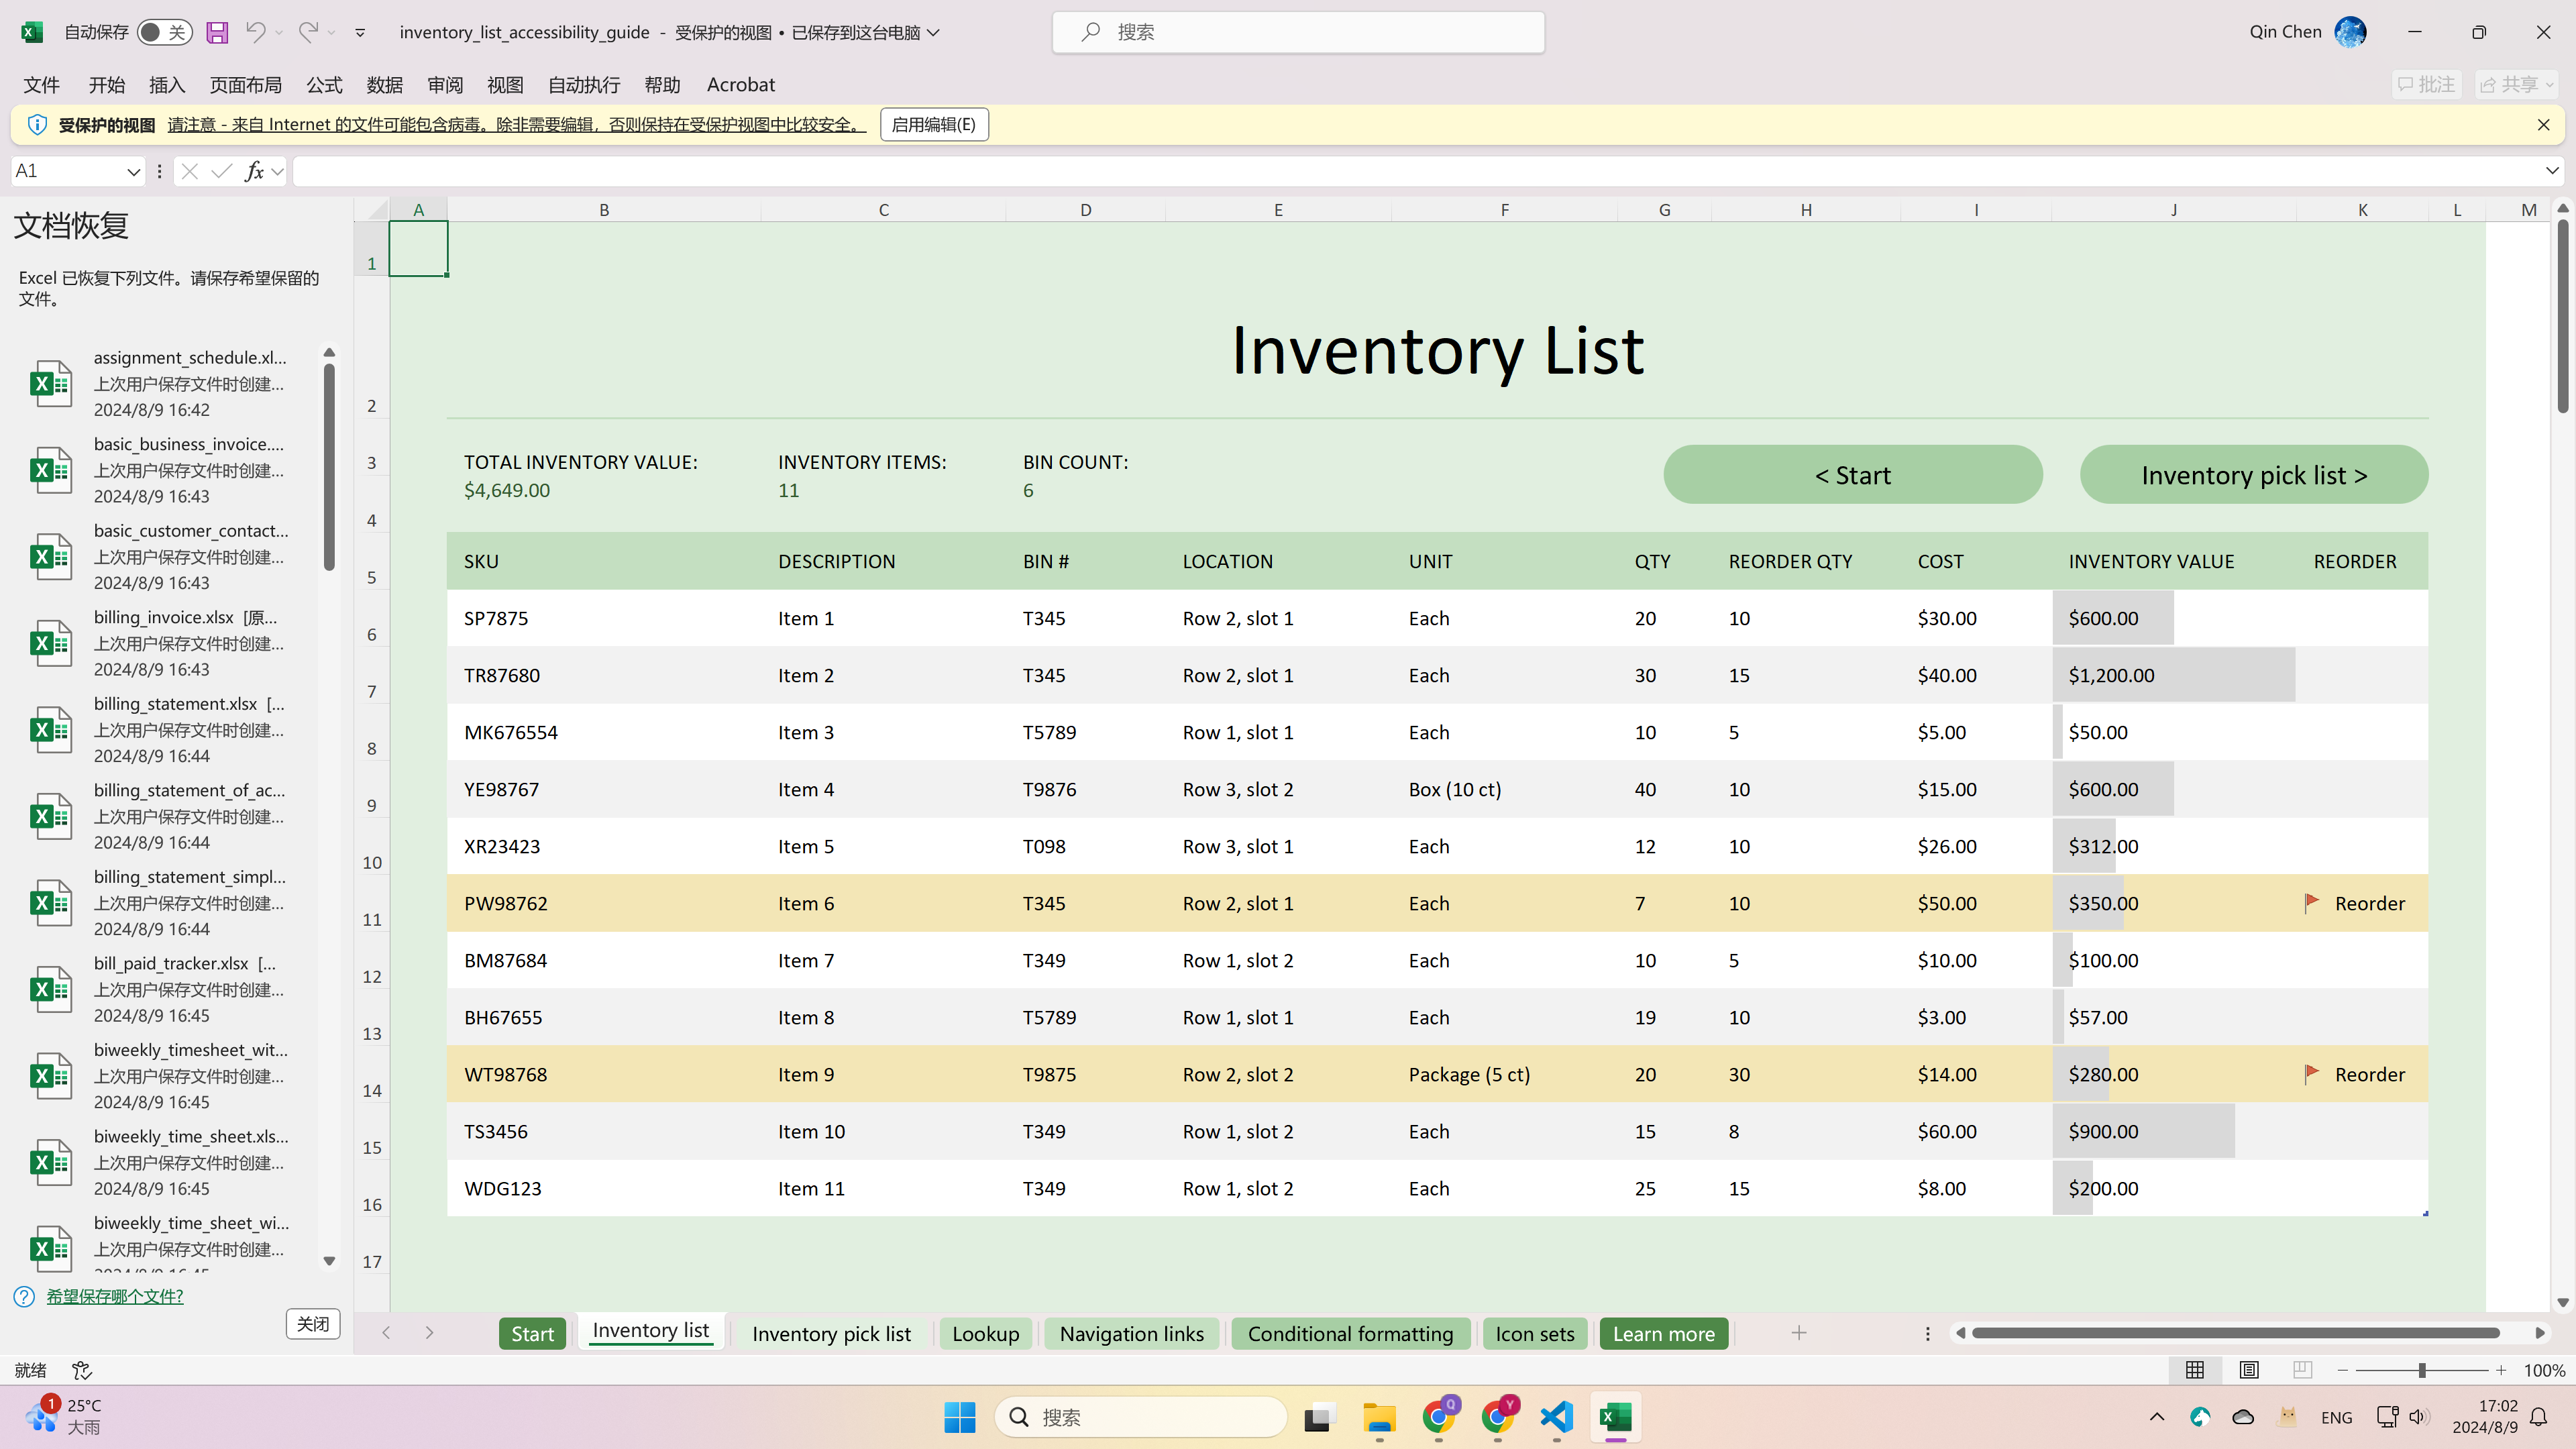 自动保存 关 inventory_list_accessibility_guide - 受保护的视图 • 已保存到这台电脑 搜索 Qin Chen
文件 开始 插入 页面布局 公式 数据 审阅 视图 自动执行 帮助 Acrobat 批注 共享
受保护的视图 请注意 - 来自 Internet 的文件可能包含病毒。除非需要编辑，否则保持在受保护视图中比较安全。 启用编辑(E)
A1 fx
文档恢复
Excel 已恢复下列文件。请保存希望保留的
文件。
assignment_schedule.xl...
上次用户保存文件时创建...
2024/8/9 16:42
basic_business_invoice....
上次用户保存文件时创建...
2024/8/9 16:43
basic_customer_contact...
上次用户保存文件时创建...
2024/8/9 16:43
billing_invoice.xlsx [原...
上次用户保存文件时创建...
2024/8/9 16:43
billing_statement.xlsx [...
上次用户保存文件时创建...
2024/8/9 16:44
billing_statement_of_ac...
上次用户保存文件时创建...
2024/8/9 16:44
billing_statement_simpl...
上次用户保存文件时创建...
2024/8/9 16:44
bill_paid_tracker.xlsx [...
上次用户保存文件时创建...
2024/8/9 16:45
biweekly_timesheet_wit...
上次用户保存文件时创建...
2024/8/9 16:45
biweekly_time_sheet.xls...
上次用户保存文件时创建...
2024/8/9 16:45
biweekly_time_sheet_wi...
上次用户保存文件时创建...
希望保存哪个文件?
关闭
A B C D E F G H I J K L M
1
2 Inventory List
3 TOTAL INVENTORY VALUE: INVENTORY ITEMS: BIN COUNT: < Start Inventory pick list >
4 $4,649.00 11 6
5 SKU DESCRIPTION BIN # LOCATION UNIT QTY REORDER QTY COST INVENTORY VALUE REORDER
6 SP7875 Item 1 T345 Row 2, slot 1 Each 20 10 $30.00 $600.00
7 TR87680 Item 2 T345 Row 2, slot 1 Each 30 15 $40.00 $1,200.00
8 MK676554 Item 3 T5789 Row 1, slot 1 Each 10 5 $5.00 $50.00
9 YE98767 Item 4 T9876 Row 3, slot 2 Box (10 ct) 40 10 $15.00 $600.00
10 XR23423 Item 5 T098 Row 3, slot 1 Each 12 10 $26.00 $312.00
11 PW98762 Item 6 T345 Row 2, slot 1 Each 7 10 $50.00 $350.00 Reorder
12 BM87684 Item 7 T349 Row 1, slot 2 Each 10 5 $10.00 $100.00
13 BH67655 Item 8 T5789 Row 1, slot 1 Each 19 10 $3.00 $57.00
14 WT98768 Item 9 T9875 Row 2, slot 2 Package (5 ct) 20 30 $14.00 $280.00 Reorder
15 TS3456 Item 10 T349 Row 1, slot 2 Each 15 8 $60.00 $900.00
16 WDG123 Item 11 T349 Row 1, slot 2 Each 25 15 $8.00 $200.00
17
Start Inventory list Inventory pick list Lookup Navigation links Conditional formatting Icon sets Learn more
就绪 100%
1 25°C
大雨
搜索 Q Y ENG
17:02
2024/8/9